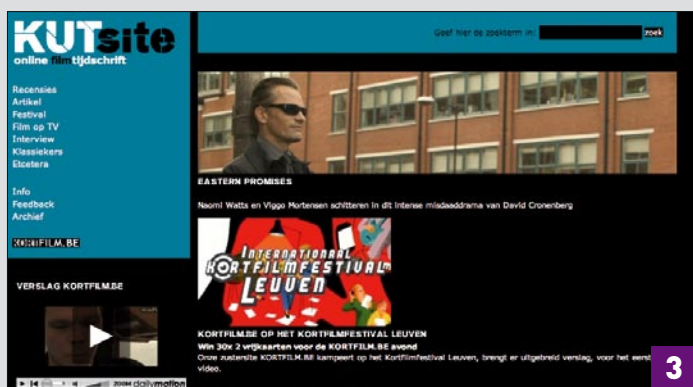 KUTsite
online filmtijdschrift
Geef hier de zoekterm in: zoek
Recensies
Artikel
Festival
Film op TV
Interview
Klassiekers
Etcetera
Info
Feedback
Archief
KORTFILM.BE
VERSLAG KORTFILM.BE
ZOOM dailymotion
EASTERN PROMISES
Naomi Watts en Viggo Mortensen schitteren in dit intense misdaaddrama van David Cronenberg
INTERNATIONAAL
KORTFILMFESTIVAL
LEUVEN
KORTFILM.BE OP HET KORTFILMFESTIVAL LEUVEN
Win 30x 2 vrijkaarten voor de KORTFILM.BE avond
Onze zustersite KORTFILM.BE kampeert op het Kortfilmfestival Leuven, brengt er uitgebreid verslag, voor het eerst
video.
3